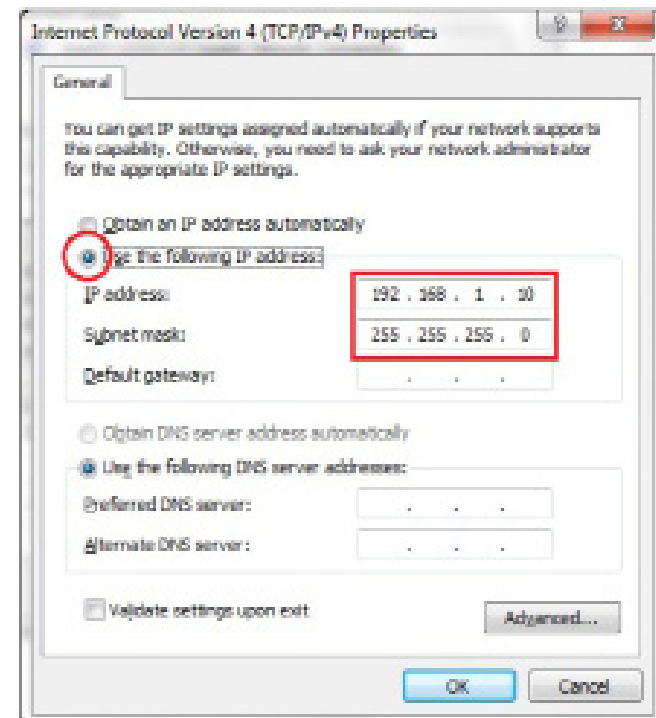 Internet Protocol Version 4 (TCP/IPv4) Properties
General
You can get IP settings assigned automatically if your network supports
this capability. Otherwise, you need to ask your network administrator
for the appropriate IP settings.
Obtain an IP address automatically
Use the following IP address:
IP address: 192 . 168 . 1 . 10
Subnet mask: 255 . 255 . 255 . 0
Default gateway: . . .
Obtain DNS server address automatically
Use the following DNS server addresses:
Preferred DNS server: . . .
Alternate DNS server: . . .
Validate settings upon exit
Advanced...
OK Cancel